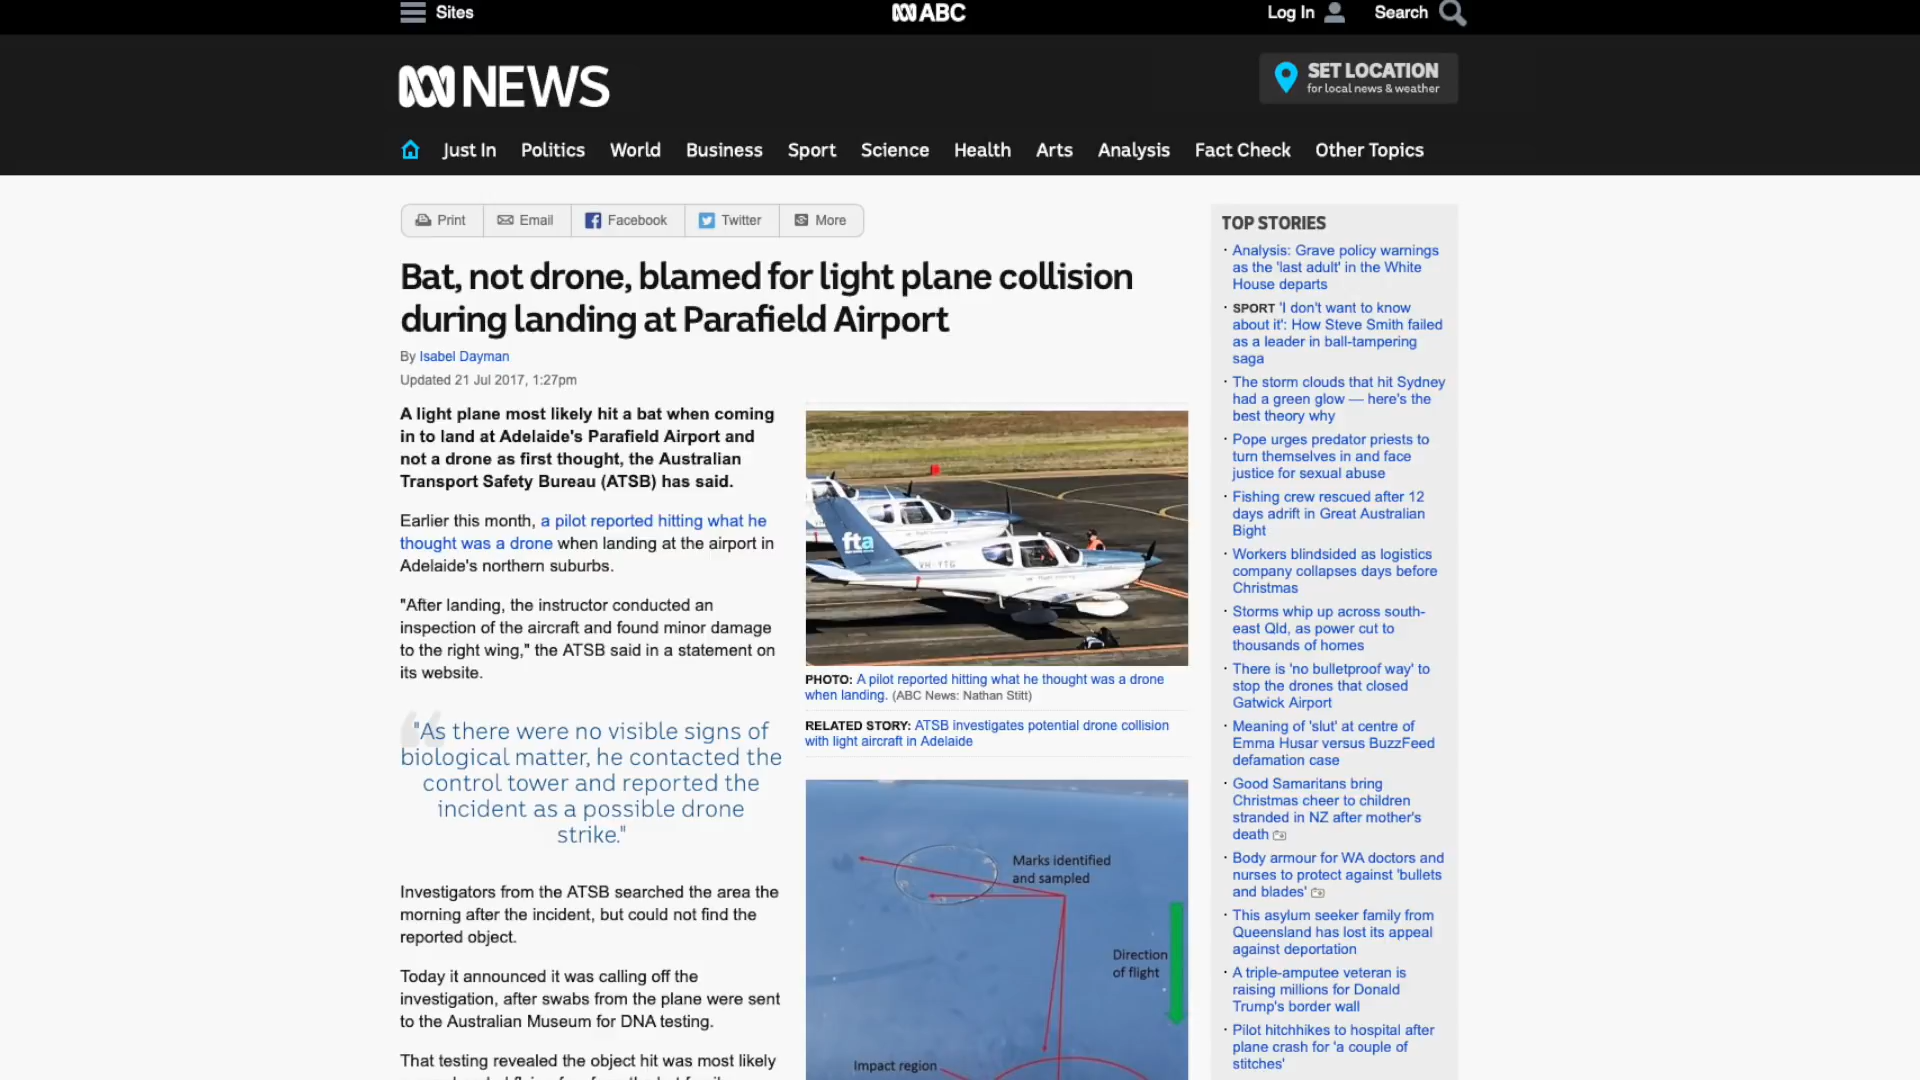 Sites
ABC
Log In
Search
NEWS
SET LOCATION
for local news & weather
Just In
Politics
World
Business
Sport
Science
Health
Arts
Analysis
Fact Check
Other Topics
Print
Email
Facebook
Twitter
More
Bat, not drone, blamed for light plane collision
during landing at Parafield Airport
By Isabel Dayman
Updated 21 Jul 2017, 1:27pm
A light plane most likely hit a bat when coming
in to land at Adelaide's Parafield Airport and
not a drone as first thought, the Australian
Transport Safety Bureau (ATSB) has said.
Earlier this month, a pilot reported hitting what he
thought was a drone when landing at the airport in
Adelaide's northern suburbs.
"After landing, the instructor conducted an
inspection of the aircraft and found minor damage
to the right wing," the ATSB said in a statement on
its website.
"As there were no visible signs of
biological matter, he contacted the
control tower and reported the
incident as a possible drone
strike."
Investigators from the ATSB searched the area the
morning after the incident, but could not find the
reported object.
Today it announced it was calling off the
investigation, after swabs from the plane were sent
to the Australian Museum for DNA testing.
That testing revealed the object hit was most likely
fta
VH-YTG
PHOTO: A pilot reported hitting what he thought was a drone
when landing. (ABC News: Nathan Stitt)
RELATED STORY: ATSB investigates potential drone collision
with light aircraft in Adelaide
Marks identified
and sampled
Direction
of flight
Impact region
TOP STORIES
Analysis: Grave policy warnings
as the 'last adult' in the White
House departs
SPORT 'I don't want to know
about it': How Steve Smith failed
as a leader in ball-tampering
saga
The storm clouds that hit Sydney
had a green glow — here's the
best theory why
Pope urges predator priests to
turn themselves in and face
justice for sexual abuse
Fishing crew rescued after 12
days adrift in Great Australian
Bight
Workers blindsided as logistics
company collapses days before
Christmas
Storms whip up across south-
east Qld, as power cut to
thousands of homes
There is 'no bulletproof way' to
stop the drones that closed
Gatwick Airport
Meaning of 'slut' at centre of
Emma Husar versus BuzzFeed
defamation case
Good Samaritans bring
Christmas cheer to children
stranded in NZ after mother's
death
Body armour for WA doctors and
nurses to protect against 'bullets
and blades'
This asylum seeker family from
Queensland has lost its appeal
against deportation
A triple-amputee veteran is
raising millions for Donald
Trump's border wall
Pilot hitchhikes to hospital after
plane crash for 'a couple of
stitches'